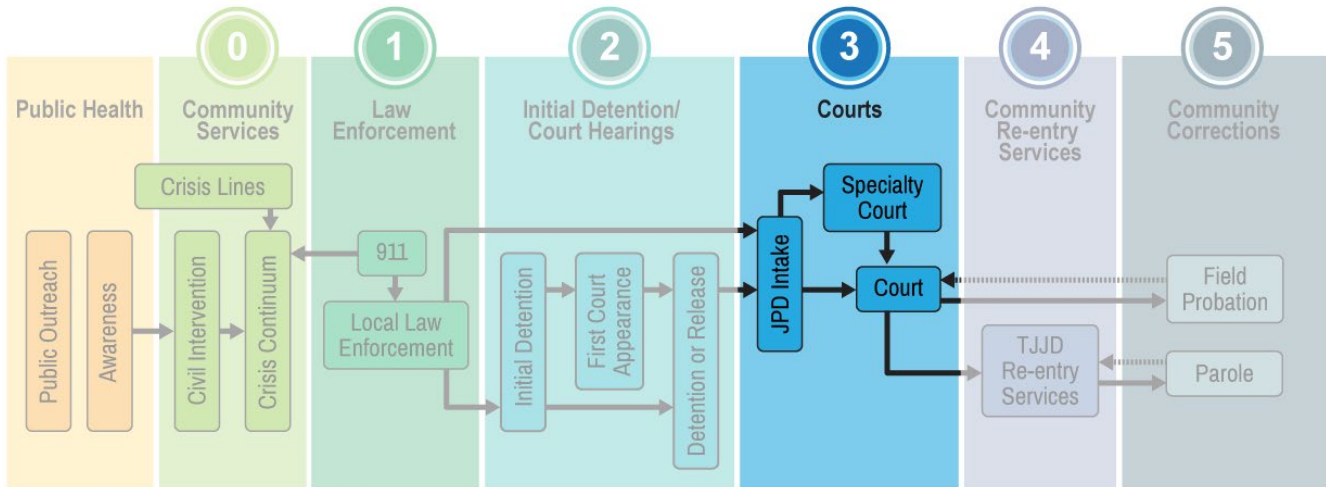 0
1
2
3
4
5
Public Health
Community
Services
Law
Enforcement
Initial Detention/
Court Hearings
Courts
Community
Re-entry
Services
Community
Corrections
Crisis Lines
Public Outreach
Awareness
Civil Intervention
Crisis Continuum
911
Local Law
Enforcement
Initial Detention
First Court
Appearance
Detention or Release
JPD Intake
Specialty
Court
Court
TJJD
Re-entry
Services
Field
Probation
Parole